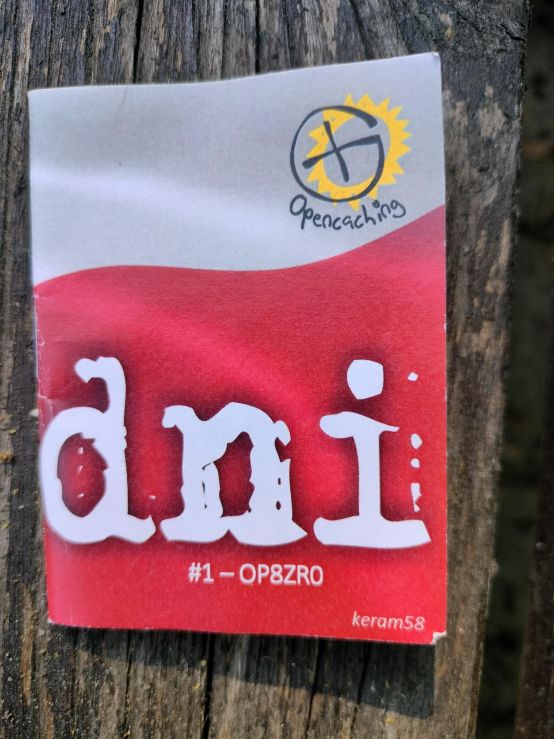 Opencaching
dni
#1 – OP8ZR0
keram58